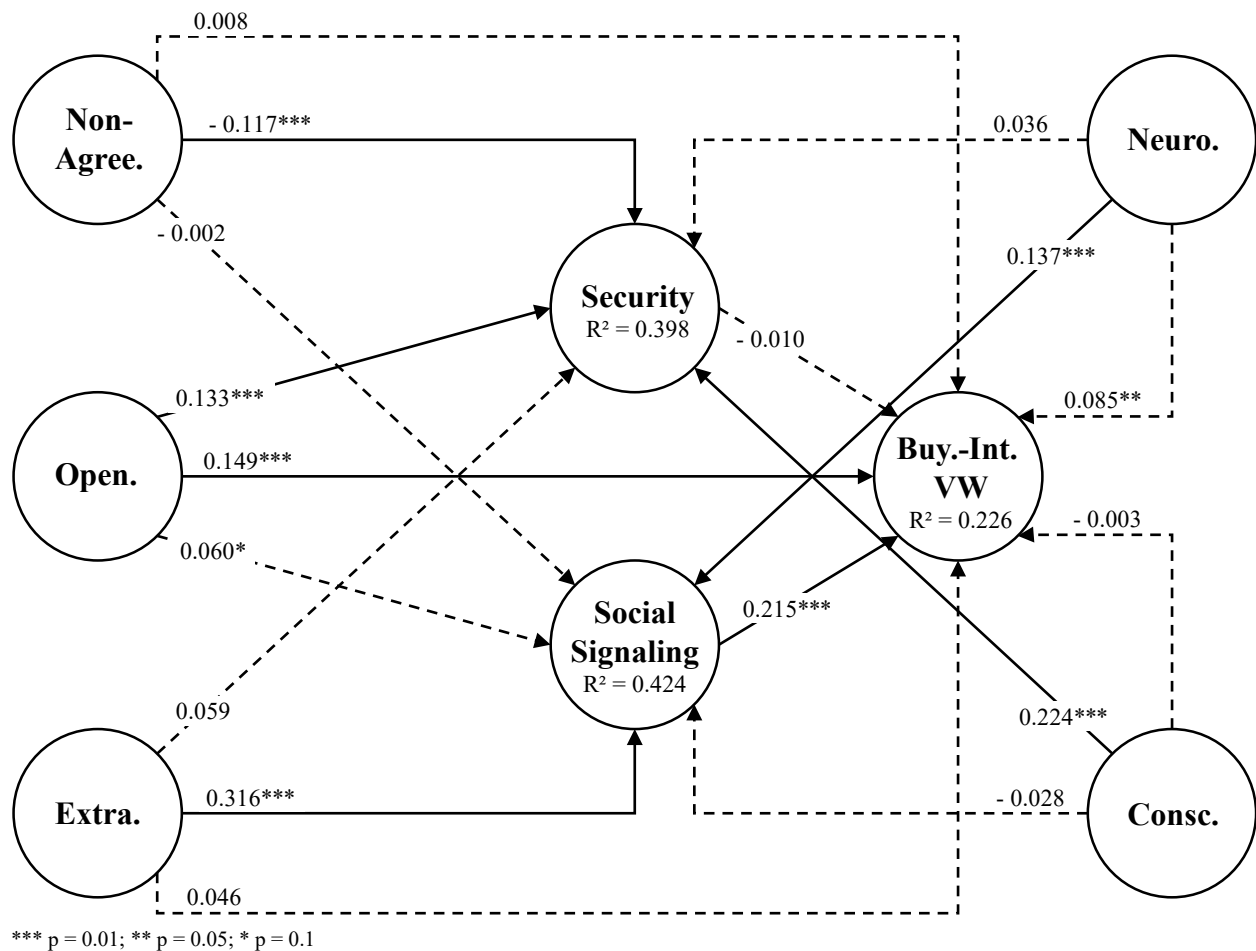 0.008
Non-
Agree.
- 0.117***
0.036
Neuro.
- 0.002
0.137***
Security
R² = 0.398
- 0.010
0.133***
0.085**
Open.
0.149***
Buy.-Int.
VW
R² = 0.226
- 0.003
0.060*
Social
Signaling
R² = 0.424
0.215***
0.059
0.224***
Extra.
0.316***
- 0.028
Consc.
0.046
*** p = 0.01; ** p = 0.05; * p = 0.1